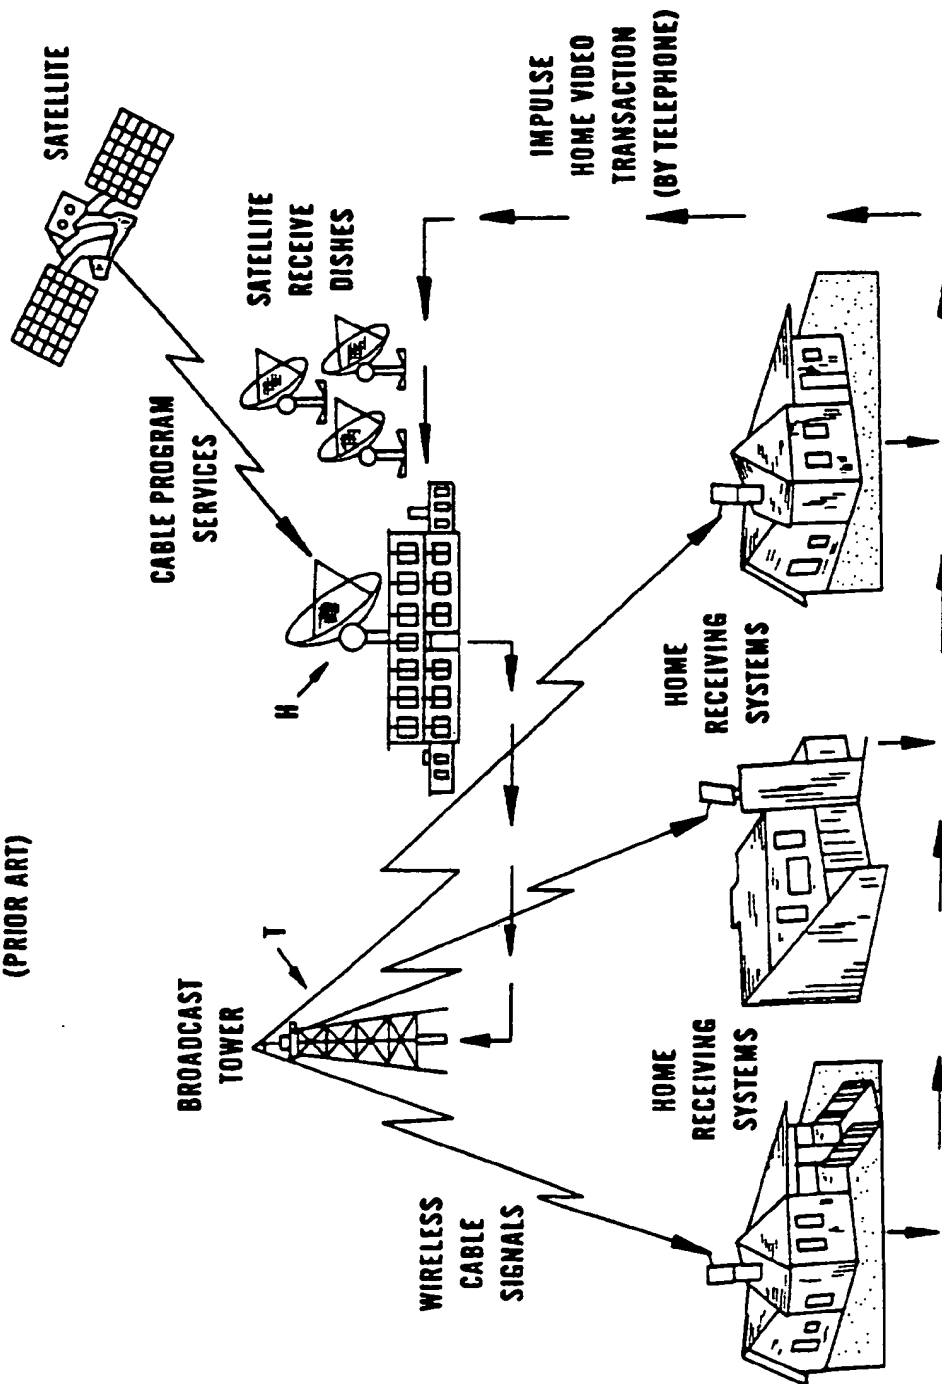 (PRIOR ART)
SATELLITE
CABLE PROGRAM
SERVICES
SATELLITE
RECEIVE
DISHES
IMPULSE
HOME VIDEO
TRANSACTION
(BY TELEPHONE)
H
BROADCAST
TOWER
T
WIRELESS
CABLE
SIGNALS
HOME
RECEIVING
SYSTEMS
HOME
RECEIVING
SYSTEMS